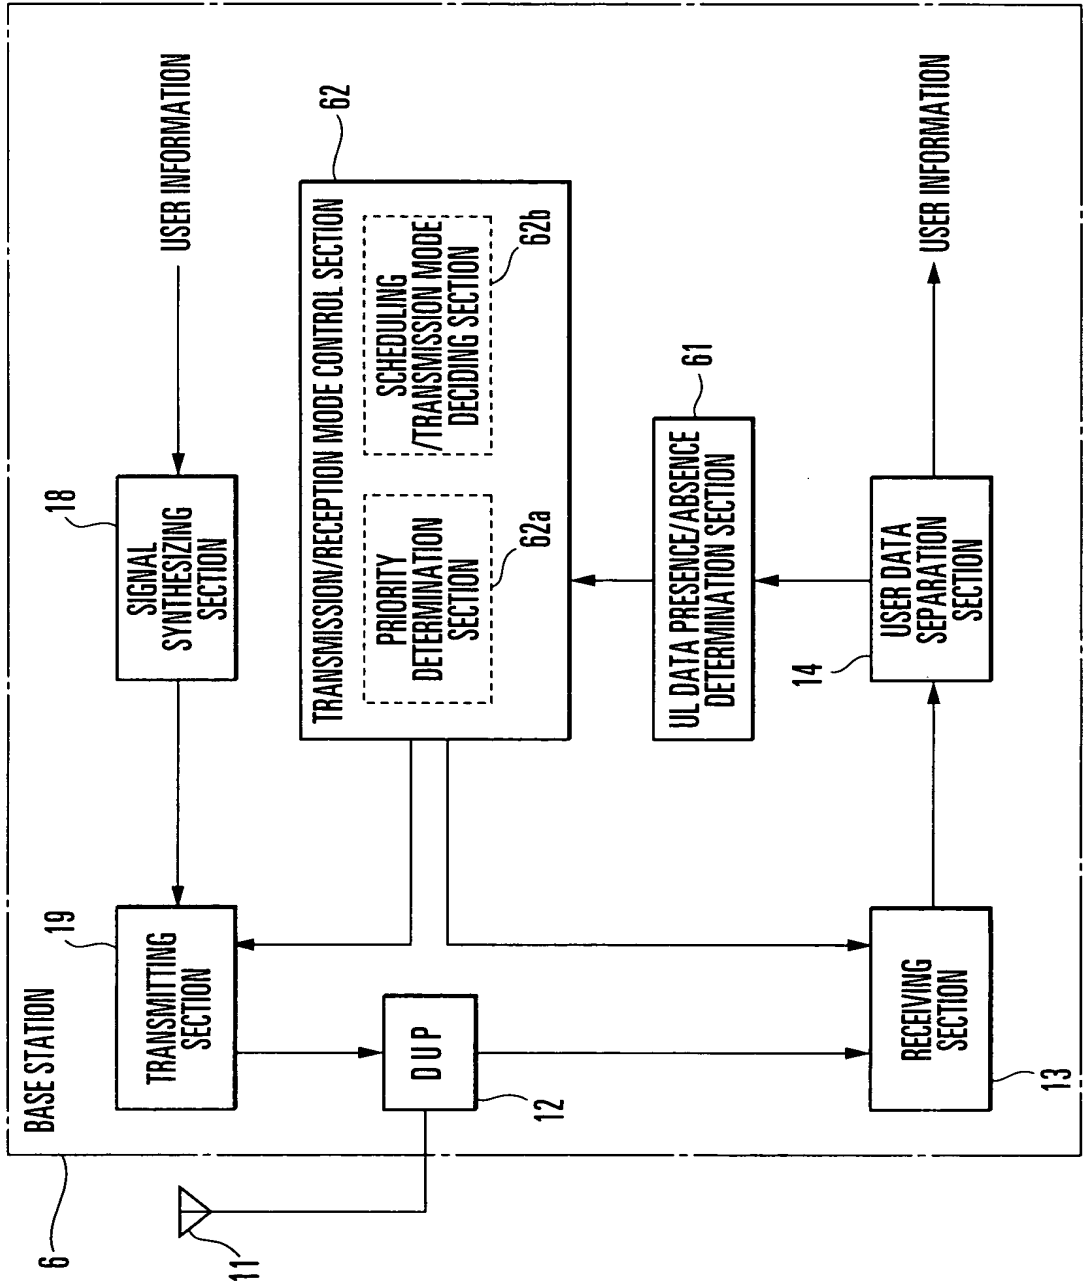 6
BASE STATION
11
19
TRANSMITTING
SECTION
18
SIGNAL
SYNTHESIZING
SECTION
USER INFORMATION
DUP
12
62
TRANSMISSION/RECEPTION MODE CONTROL SECTION
PRIORITY
DETERMINATION
SECTION
62a
SCHEDULING
/TRANSMISSION MODE
DECIDING SECTION
62b
61
UL DATA PRESENCE/ABSENCE
DETERMINATION SECTION
RECEIVING
SECTION
13
14
USER DATA
SEPARATION
SECTION
USER INFORMATION